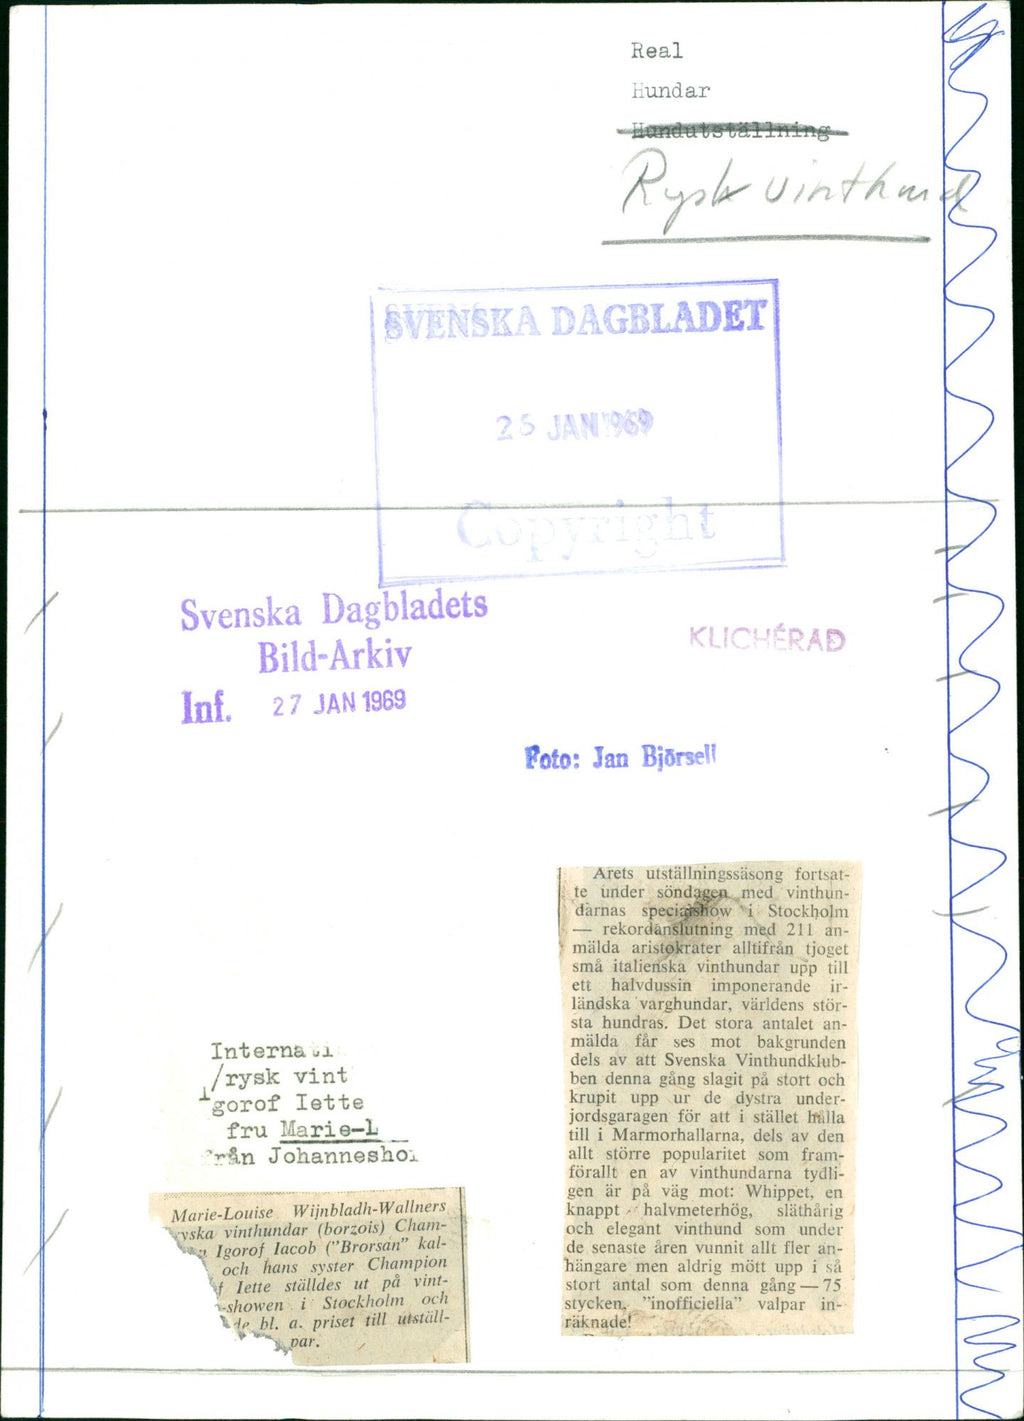 Real
Hundar
Hundutställning
Rysk vinthund
SVENSKA DAGBLADET
25 JAN 1969
Copyright
Svenska Dagbladets
Bild-Arkiv
Inf. 27 JAN 1969
KLICHÉRAD
Foto: Jan Björsell
Årets utställningssäsong fortsat-
te under söndagen med vinthun-
darnas specialshow i Stockholm
— rekordanslutning med 211 an-
mälda aristokrater alltifrån tjoget
små italienska vinthundar upp till
ett halvdussin imponerande ir-
ländska varghundar, världens stör-
sta hundras. Det stora antalet an-
mälda får ses mot bakgrunden
dels av att Svenska Vinthundklub-
ben denna gång slagit på stort och
krupit upp ur de dystra under-
jordsgaragen för att i stället hålla
till i Marmorhallarna, dels av den
allt större popularitet som fram-
förallt en av vinthundarna tydli-
gen är på väg mot: Whippet, en
knappt halvmeterhög, släthårig
och elegant vinthund som under
de senaste åren vunnit allt fler an-
hängare men aldrig mött upp i så
stort antal som denna gång — 75
stycken, "inofficiella" valpar in-
räknade!
Internati
/rysk vint
Igorof Iette
fru Marie-L
från Johannesho
Marie-Louise Wijnbladh-Wallners
ryska vinthundar (borzois) Cham-
Igorof Iacob ("Brorsan" kal-
och hans syster Champion
f Iette ställdes ut på vint-
-showen i Stockholm och
de bl. a. priset till utställ-
par.